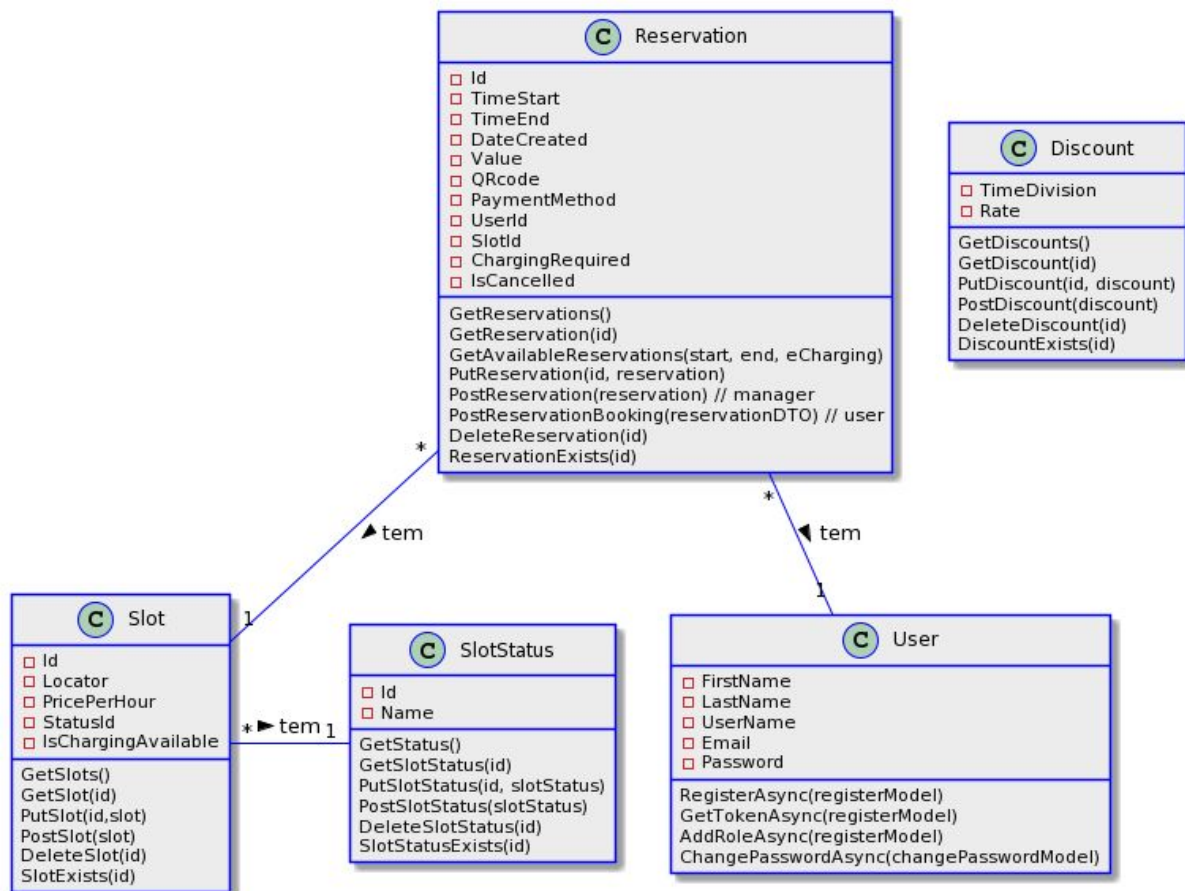 C Reservation
Id
TimeStart
TimeEnd
DateCreated
Value
QRcode
PaymentMethod
UserId
SlotId
ChargingRequired
IsCancelled
GetReservations()
GetReservation(id)
GetAvailableReservations(start, end, eCharging)
PutReservation(id, reservation)
PostReservation(reservation) // manager
PostReservationBooking(reservationDTO) // user
DeleteReservation(id)
ReservationExists(id)
C Discount
TimeDivision
Rate
GetDiscounts()
GetDiscount(id)
PutDiscount(id, discount)
PostDiscount(discount)
DeleteDiscount(id)
DiscountExists(id)
*
tem
1
*
tem
1
C Slot
Id
Locator
PricePerHour
StatusId
IsChargingAvailable
GetSlots()
GetSlot(id)
PutSlot(id,slot)
PostSlot(slot)
DeleteSlot(id)
SlotExists(id)
* tem 1
C SlotStatus
Id
Name
GetStatus()
GetSlotStatus(id)
PutSlotStatus(id, slotStatus)
PostSlotStatus(slotStatus)
DeleteSlotStatus(id)
SlotStatusExists(id)
C User
FirstName
LastName
UserName
Email
Password
RegisterAsync(registerModel)
GetTokenAsync(registerModel)
AddRoleAsync(registerModel)
ChangePasswordAsync(changePasswordModel)